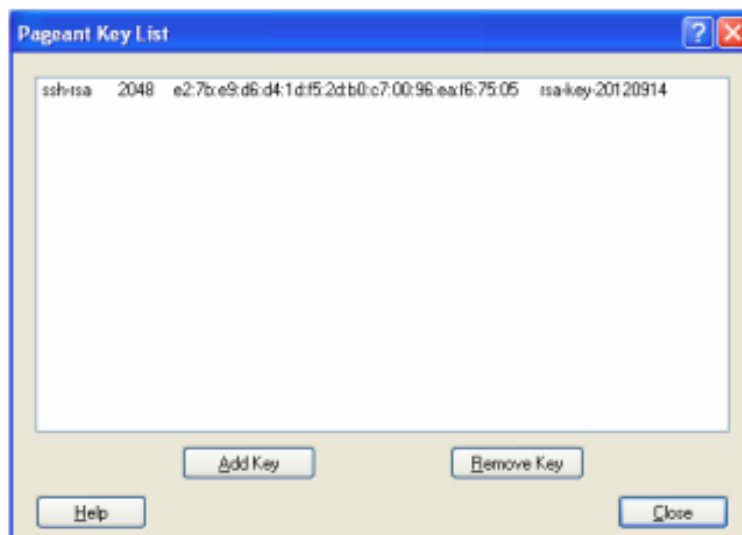 Pageant Key List
ssh-rsa 2048 e2:7b:e9:d6:d4:1d:f5:2d:b0:c7:00:96:ea:f6:75:05 rsa-key-20120914
Add Key Remove Key
Help Close